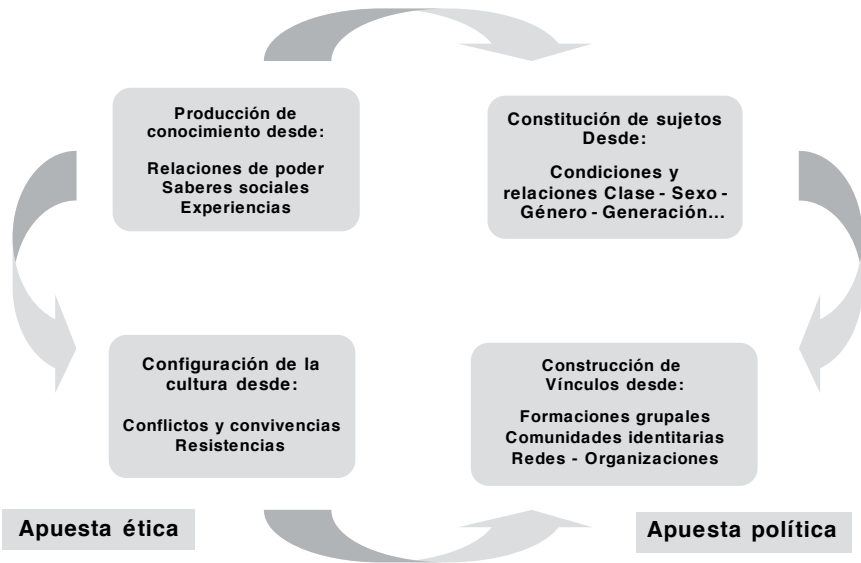 Producción de
conocimiento desde:
Relaciones de poder
Saberes sociales
Experiencias
Constitución de sujetos
Desde:
Condiciones y
relaciones Clase - Sexo -
Género - Generación...
Configuración de la
cultura desde:
Conflictos y convivencias
Resistencias
Construcción de
Vínculos desde:
Formaciones grupales
Comunidades identitarias
Redes - Organizaciones
Apuesta ética
Apuesta política